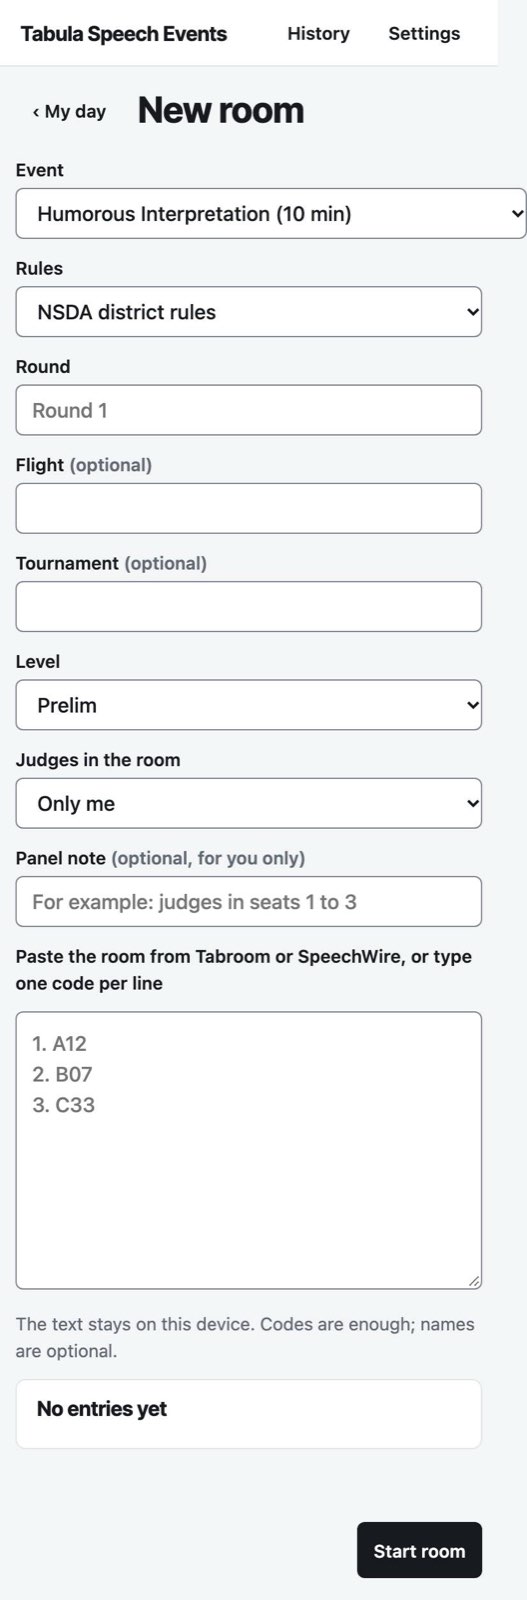 Tabula Speech Events History Settings
‹ My day New room
Event
Humorous Interpretation (10 min)
Rules
NSDA district rules
Round
Round 1
Flight (optional)
Tournament (optional)
Level
Prelim
Judges in the room
Only me
Panel note (optional, for you only)
For example: judges in seats 1 to 3
Paste the room from Tabroom or SpeechWire, or type
one code per line
1. A12
2. B07
3. C33
The text stays on this device. Codes are enough; names
are optional.
No entries yet
Start room